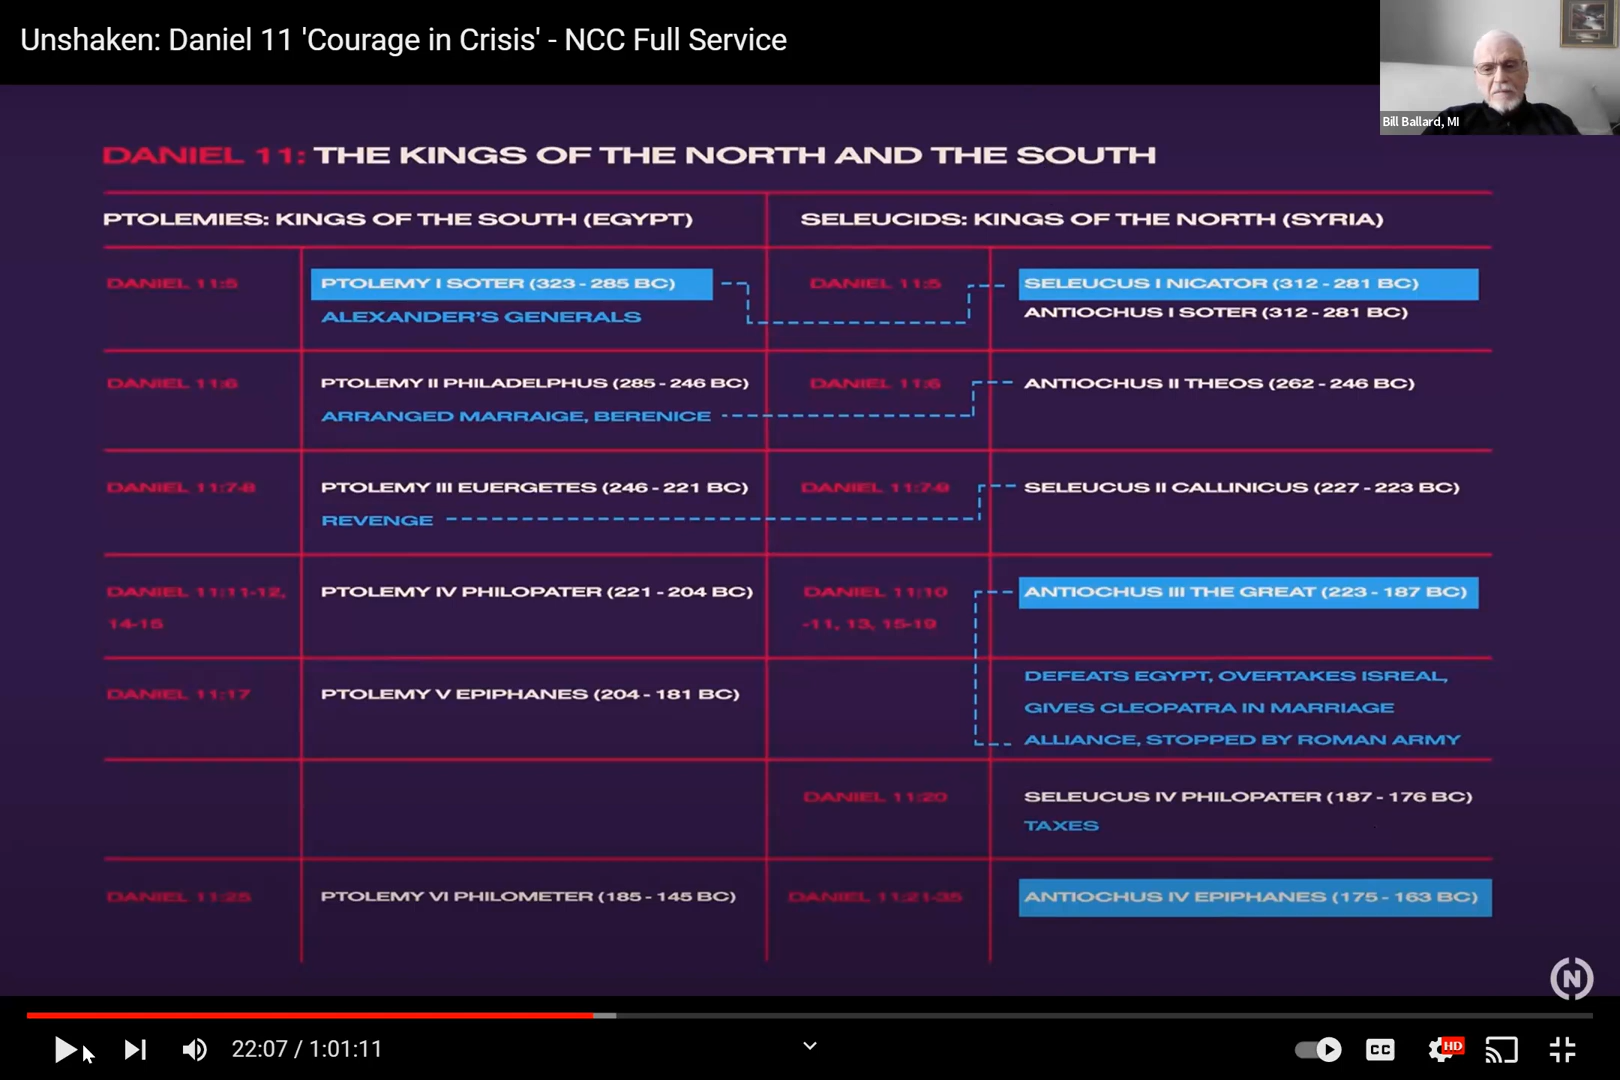 Unshaken: Daniel 11 'Courage in Crisis' - NCC Full Service
Bill Ballard, MI
DANIEL 11: THE KINGS OF THE NORTH AND THE SOUTH
PTOLEMIES: KINGS OF THE SOUTH (EGYPT) SELEUCIDS: KINGS OF THE NORTH (SYRIA)
DANIEL 11:5 PTOLEMY I SOTER (323 - 285 BC) DANIEL 11:5 SELEUCUS I NICATOR (312 - 281 BC)
ALEXANDER'S GENERALS ANTIOCHUS I SOTER (312 - 281 BC)
DANIEL 11:6 PTOLEMY II PHILADELPHUS (285 - 246 BC) DANIEL 11:6 ANTIOCHUS II THEOS (262 - 246 BC)
ARRANGED MARRAIGE, BERENICE
DANIEL 11:7-8 PTOLEMY III EUERGETES (246 - 221 BC) DANIEL 11:7-9 SELEUCUS II CALLINICUS (227 - 223 BC)
REVENGE
DANIEL 11:11-12, PTOLEMY IV PHILOPATER (221 - 204 BC) DANIEL 11:10 ANTIOCHUS III THE GREAT (223 - 187 BC)
14-15 -11, 13, 15-19
DANIEL 11:17 PTOLEMY V EPIPHANES (204 - 181 BC) DEFEATS EGYPT, OVERTAKES ISREAL,
GIVES CLEOPATRA IN MARRIAGE
ALLIANCE, STOPPED BY ROMAN ARMY
DANIEL 11:20 SELEUCUS IV PHILOPATER (187 - 176 BC)
TAXES
DANIEL 11:25 PTOLEMY VI PHILOMETER (185 - 145 BC) DANIEL 11:21-35 ANTIOCHUS IV EPIPHANES (175 - 163 BC)
N
22:07 / 1:01:11 CC HD